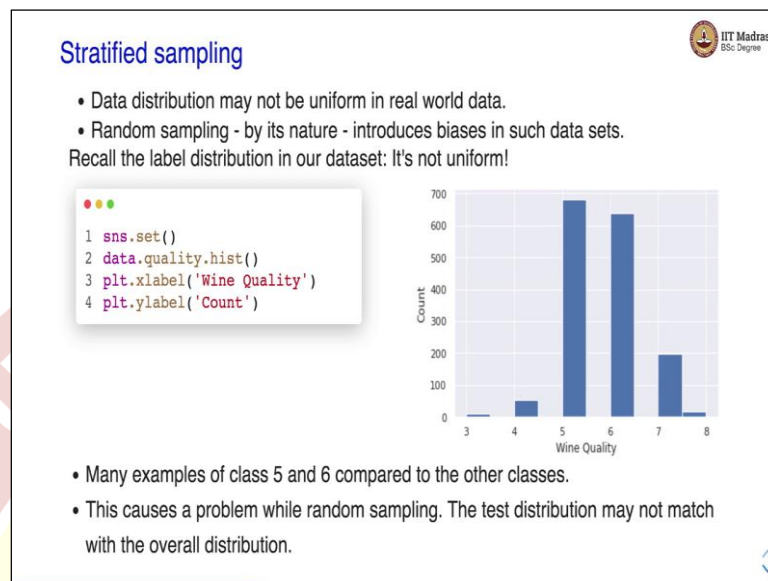 IIT Madras
BSc Degree
Stratified sampling
• Data distribution may not be uniform in real world data.
• Random sampling - by its nature - introduces biases in such data sets.
Recall the label distribution in our dataset: It's not uniform!
1 sns.set()
2 data.quality.hist()
3 plt.xlabel('Wine Quality')
4 plt.ylabel('Count')
700
600
500
400
300
200
100
0
Count
3 4 5 6 7 8
Wine Quality
• Many examples of class 5 and 6 compared to the other classes.
• This causes a problem while random sampling. The test distribution may not match
with the overall distribution.